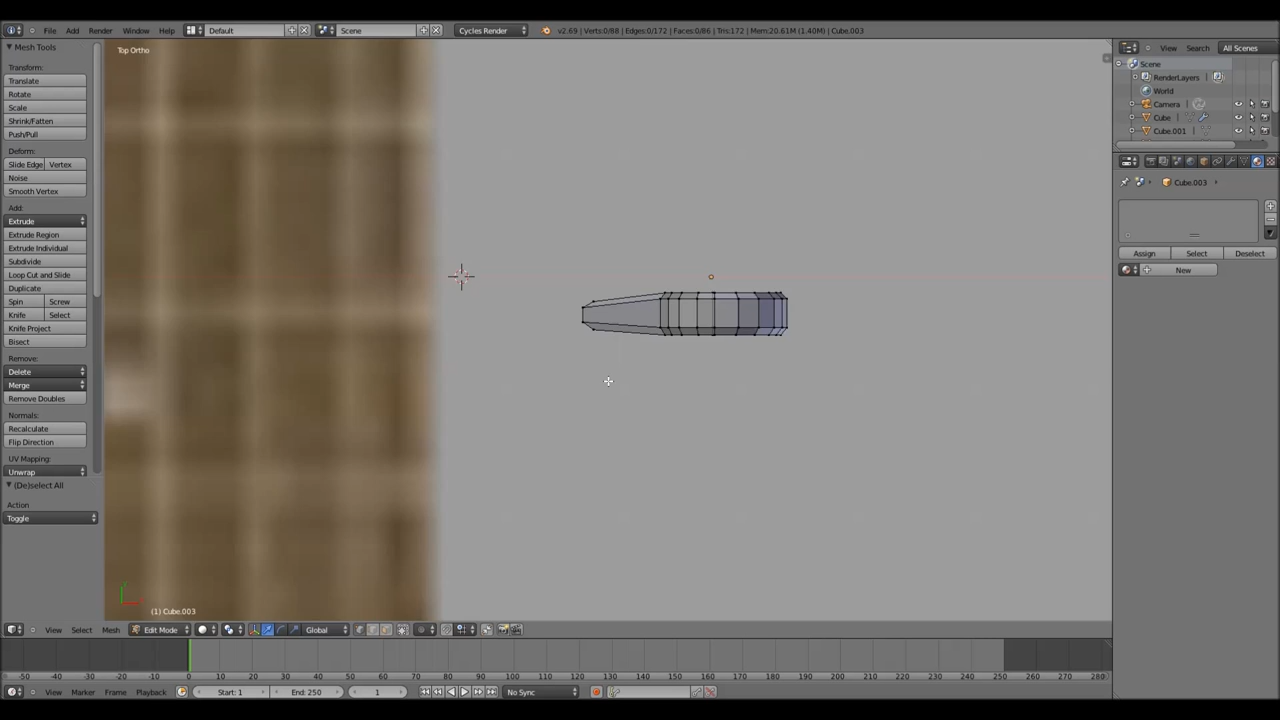 File Add Render Window Help Default Scene Cycles Render v2.69 | Verts:0/88 | Edges:0/172 | Faces:0/86 | Tris:172 | Mem:20.61M (1.40M) | Cube.003
Mesh Tools
Transform:
Translate
Rotate
Scale
Shrink/Fatten
Push/Pull
Deform:
Slide Edge Vertex
Noise
Smooth Vertex
Add:
Extrude
Extrude Region
Extrude Individual
Subdivide
Loop Cut and Slide
Duplicate
Spin Screw
Knife Select
Knife Project
Bisect
Remove:
Delete
Merge
Remove Doubles
Normals:
Recalculate
Flip Direction
UV Mapping:
Unwrap
(De)select All
Action
Toggle
Top Ortho
(1) Cube.003
View Search All Scenes
Scene
RenderLayers
World
Camera
Cube
Cube.001
Cube.003
Assign Select Deselect
New
View Select Mesh Edit Mode Global
-50 -40 -30 -20 -10 0 10 20 30 40 50 60 70 80 90 100 110 120 130 140 150 160 170 180 190 200 210 220 230 240 250 260 270 280
View Marker Frame Playback Start: 1 End: 250 1 No Sync